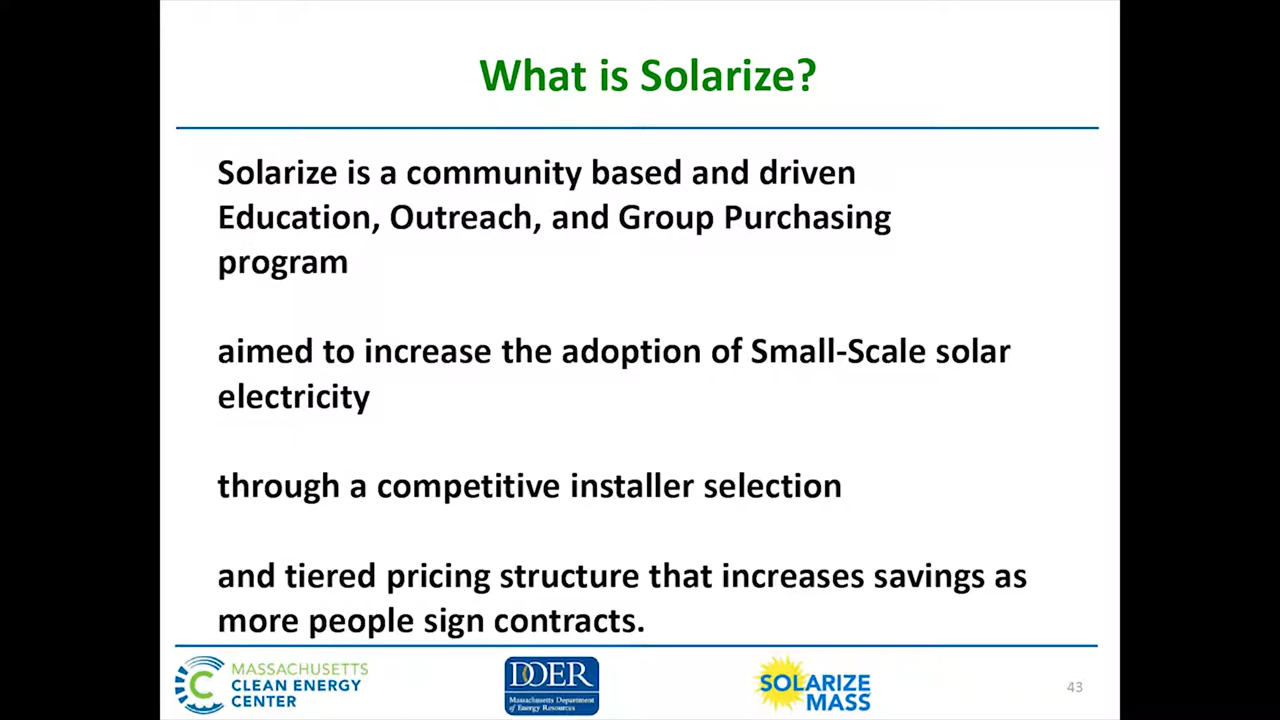 What is Solarize?
Solarize is a community based and driven
Education, Outreach, and Group Purchasing
program
aimed to increase the adoption of Small-Scale solar
electricity
through a competitive installer selection
and tiered pricing structure that increases savings as
more people sign contracts.
MASSACHUSETTS
CLEAN ENERGY
CENTER
DOER
Massachusetts Department
of Energy Resources
SOLARIZE
MASS
43